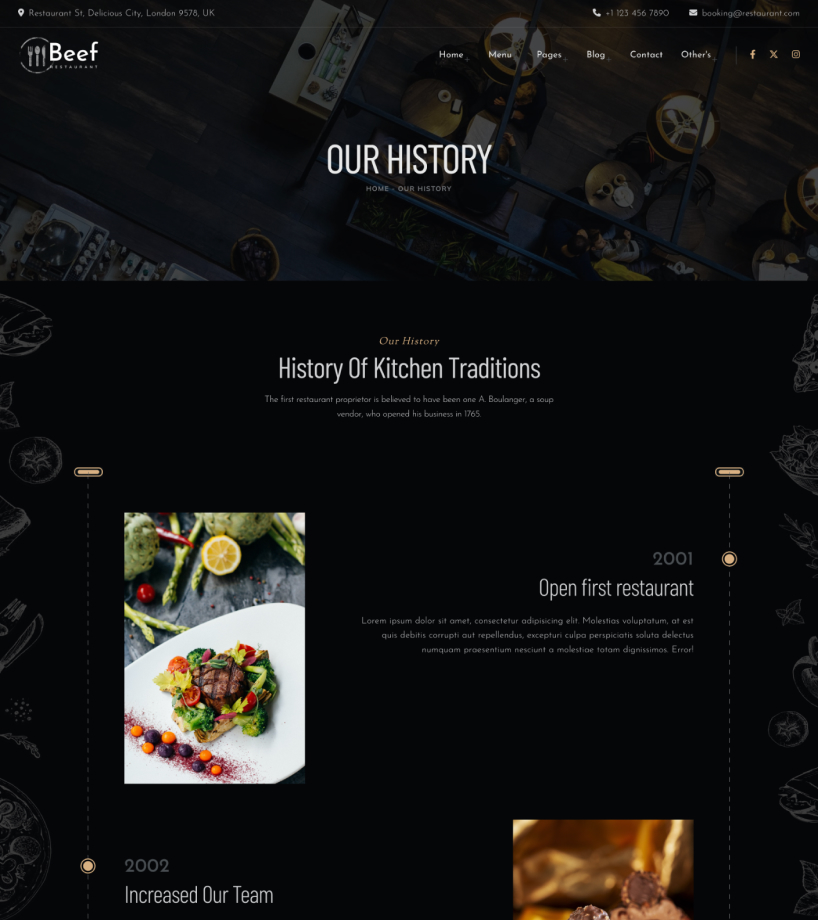 Restaurant St, Delicious City, London 9578, UK
+1 123 456 7890
booking@restaurant.com
Beef
RESTAURANT
Home
Menu
Pages
Blog
Contact
Other's
OUR HISTORY
HOME - OUR HISTORY
Our History
History Of Kitchen Traditions
The first restaurant proprietor is believed to have been one A. Boulanger, a soup
vendor, who opened his business in 1765.
2001
Open first restaurant
Lorem ipsum dolor sit amet, consectetur adipisicing elit. Molestias voluptatum, at est
quis debitis corrupti aut repellendus, excepturi culpa perspiciatis soluta delectus
numquam praesentium nesciunt a molestiae totam dignissimos. Error!
2002
Increased Our Team